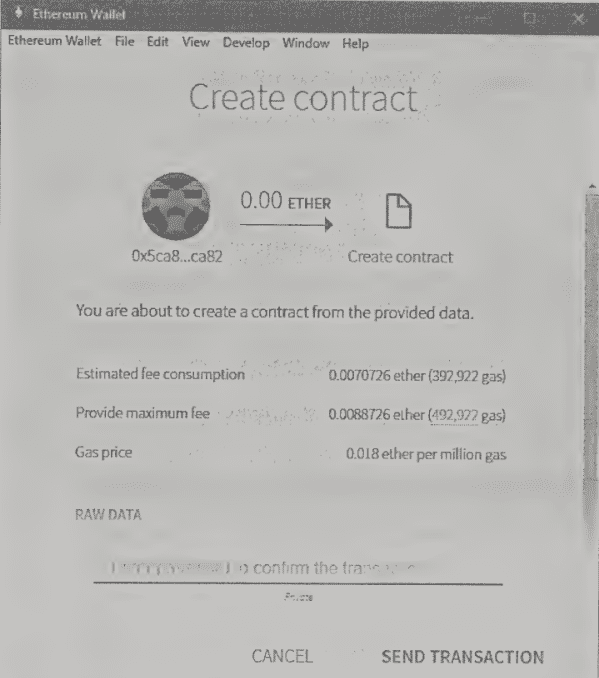 Ethereum Wallet
Ethereum Wallet File Edit View Develop Window Help
Create contract
0.00 ETHER
0x5ca8...ca82
Create contract
You are about to create a contract from the provided data.
Estimated fee consumption 0.0070726 ether (392,922 gas)
Provide maximum fee 0.0088726 ether (492,922 gas)
Gas price 0.018 ether per million gas
RAW DATA
to confirm the
CANCEL SEND TRANSACTION